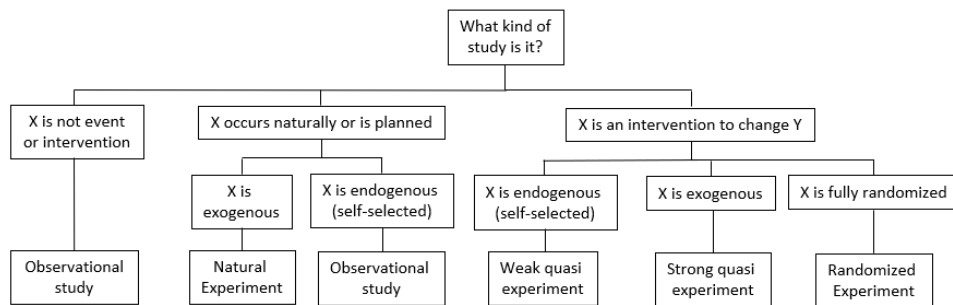 What kind of
study is it?
X is not event
or intervention
X occurs naturally or is planned
X is an intervention to change Y
X is
exogenous
X is endogenous
(self-selected)
X is endogenous
(self-selected)
X is exogenous
X is fully randomized
Observational
study
Natural
Experiment
Observational
study
Weak quasi
experiment
Strong quasi
experiment
Randomized
Experiment